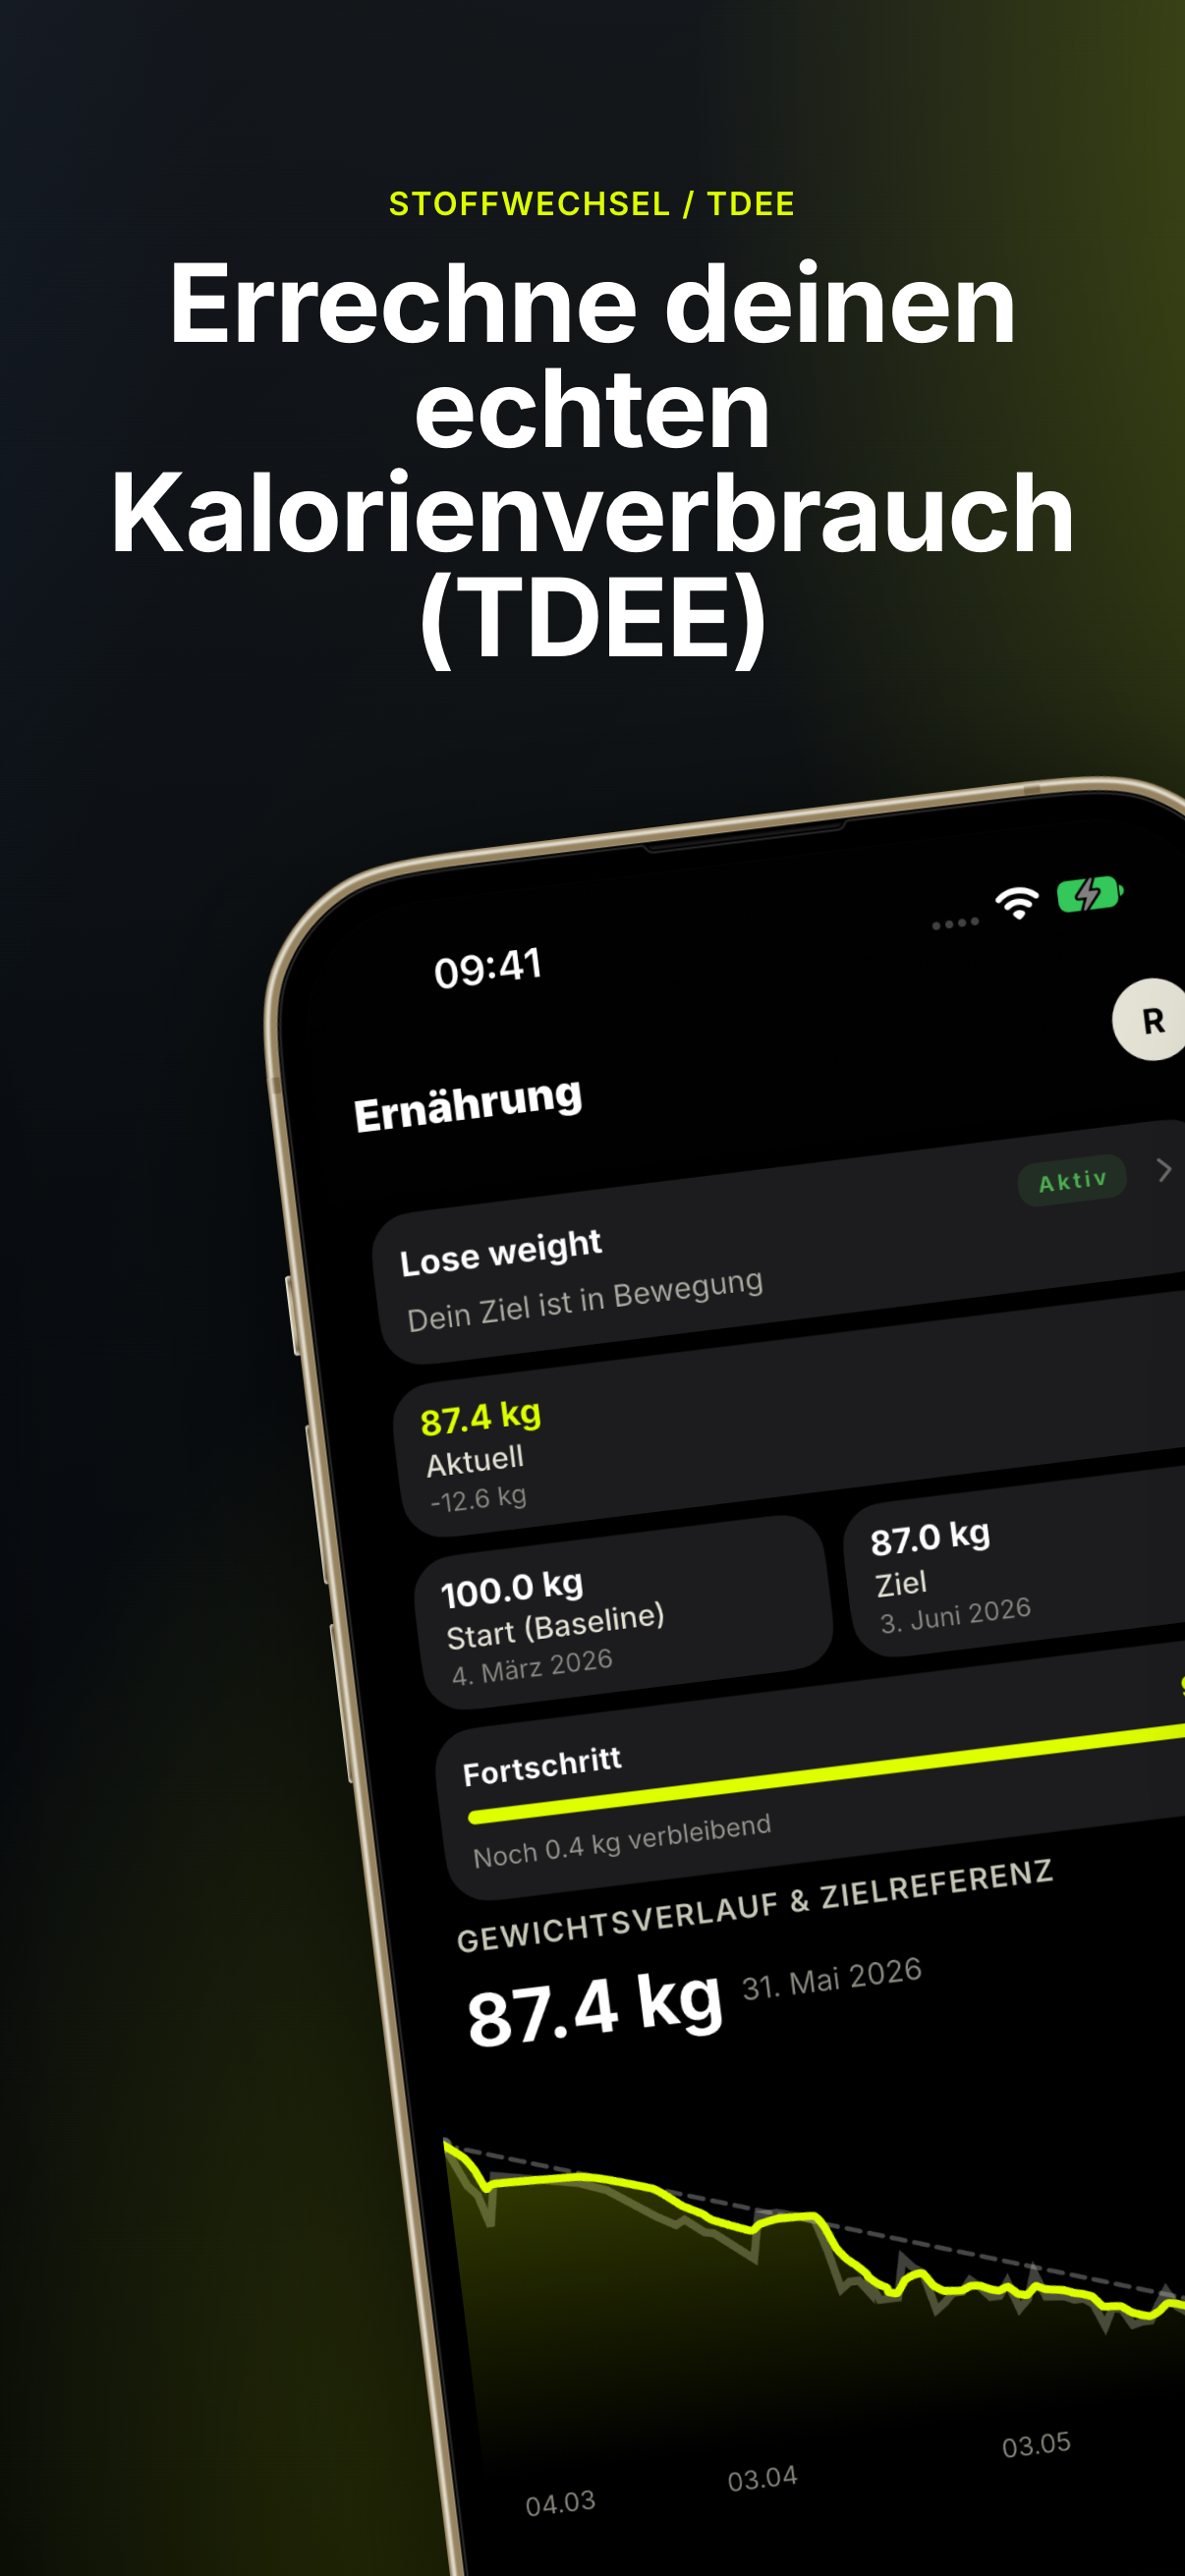 STOFFWECHSEL / TDEE
Errechne deinen
echten
Kalorienverbrauch
(TDEE)
09:41
R
Ernährung
Aktiv
Lose weight
Dein Ziel ist in Bewegung
87.4 kg
Aktuell
-12.6 kg
100.0 kg
Start (Baseline)
4. März 2026
87.0 kg
Ziel
3. Juni 2026
Fortschritt
Noch 0.4 kg verbleibend
GEWICHTSVERLAUF & ZIELREFERENZ
87.4 kg 31. Mai 2026
04.03
03.04
03.05